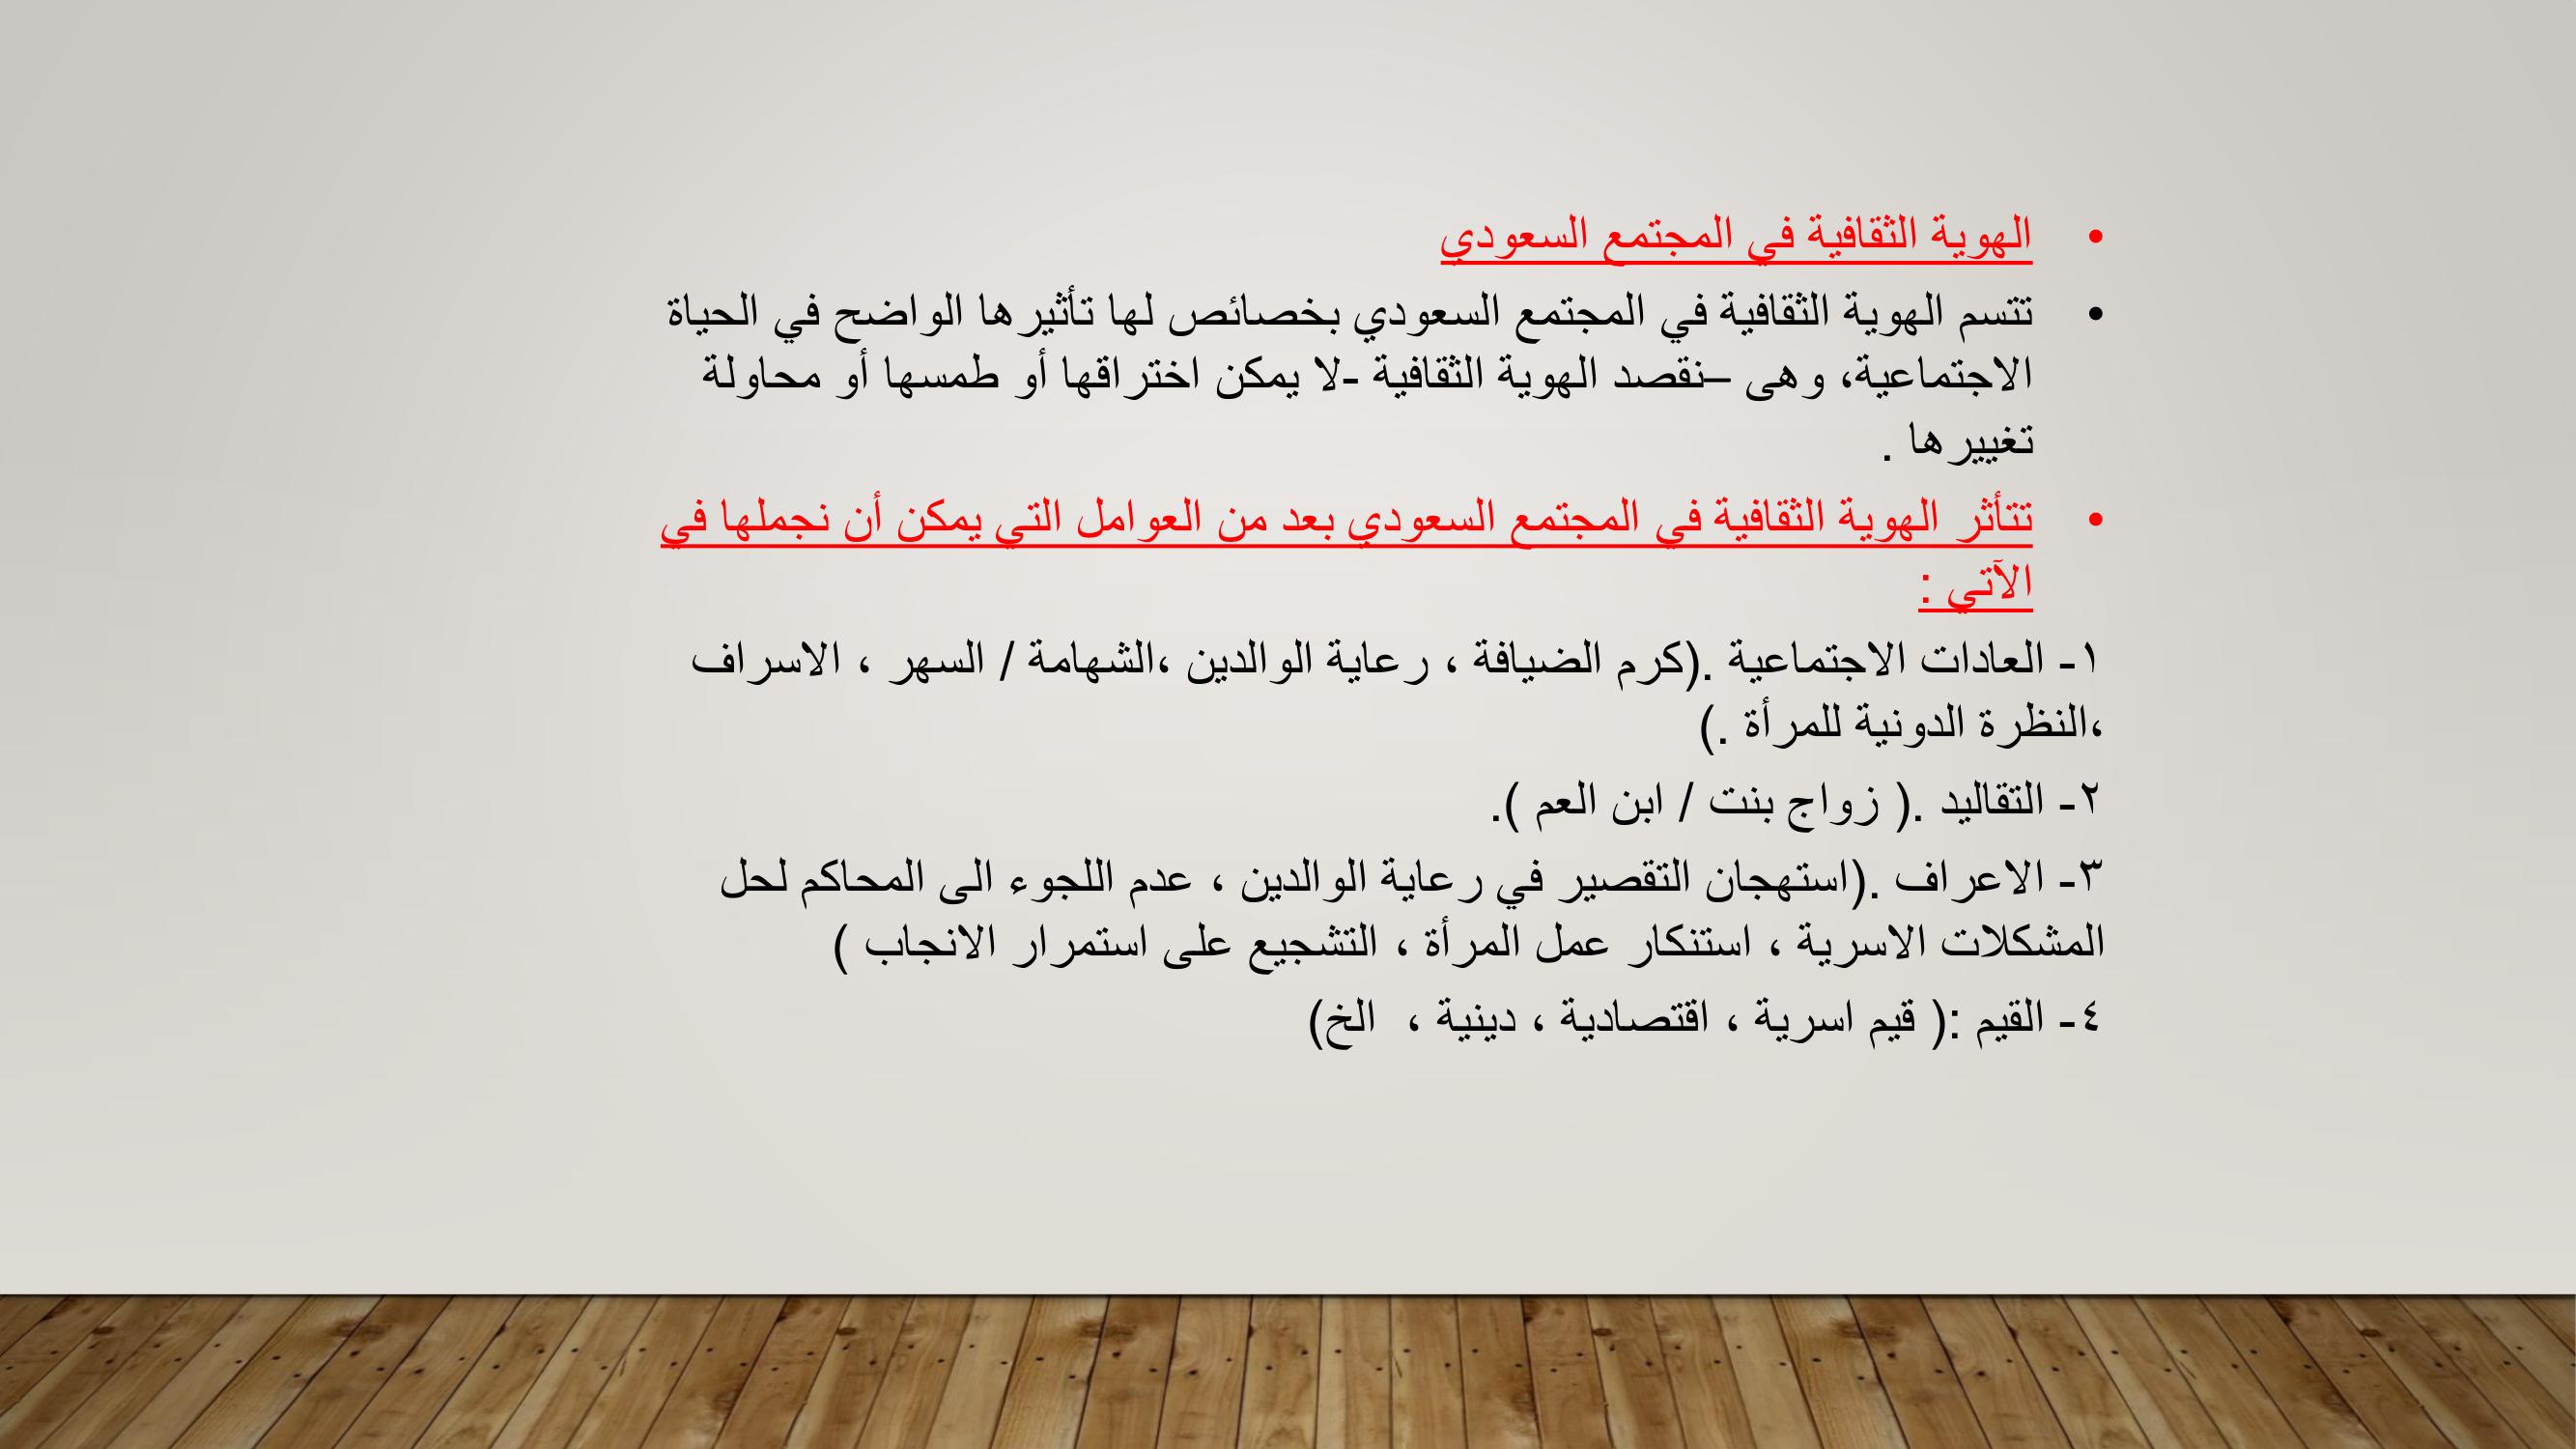 • الهوية الثقافية في المجتمع السعودي
• تتسم الهوية الثقافية في المجتمع السعودي بخصائص لها تأثيرها الواضح في الحياة
الاجتماعية، وهى –نقصد الهوية الثقافية -لا يمكن اختراقها أو طمسها أو محاولة
تغييرها .
• تتأثر الهوية الثقافية في المجتمع السعودي بعد من العوامل التي يمكن أن نجملها في
الآتي :
١- العادات الاجتماعية .(كرم الضيافة ، رعاية الوالدين ،الشهامة / السهر ، الاسراف
،النظرة الدونية للمرأة .)
٢- التقاليد .( زواج بنت / ابن العم ).
٣- الاعراف .(استهجان التقصير في رعاية الوالدين ، عدم اللجوء الى المحاكم لحل
المشكلات الاسرية ، استنكار عمل المرأة ، التشجيع على استمرار الانجاب )
٤- القيم :( قيم اسرية ، اقتصادية ، دينية ، الخ)